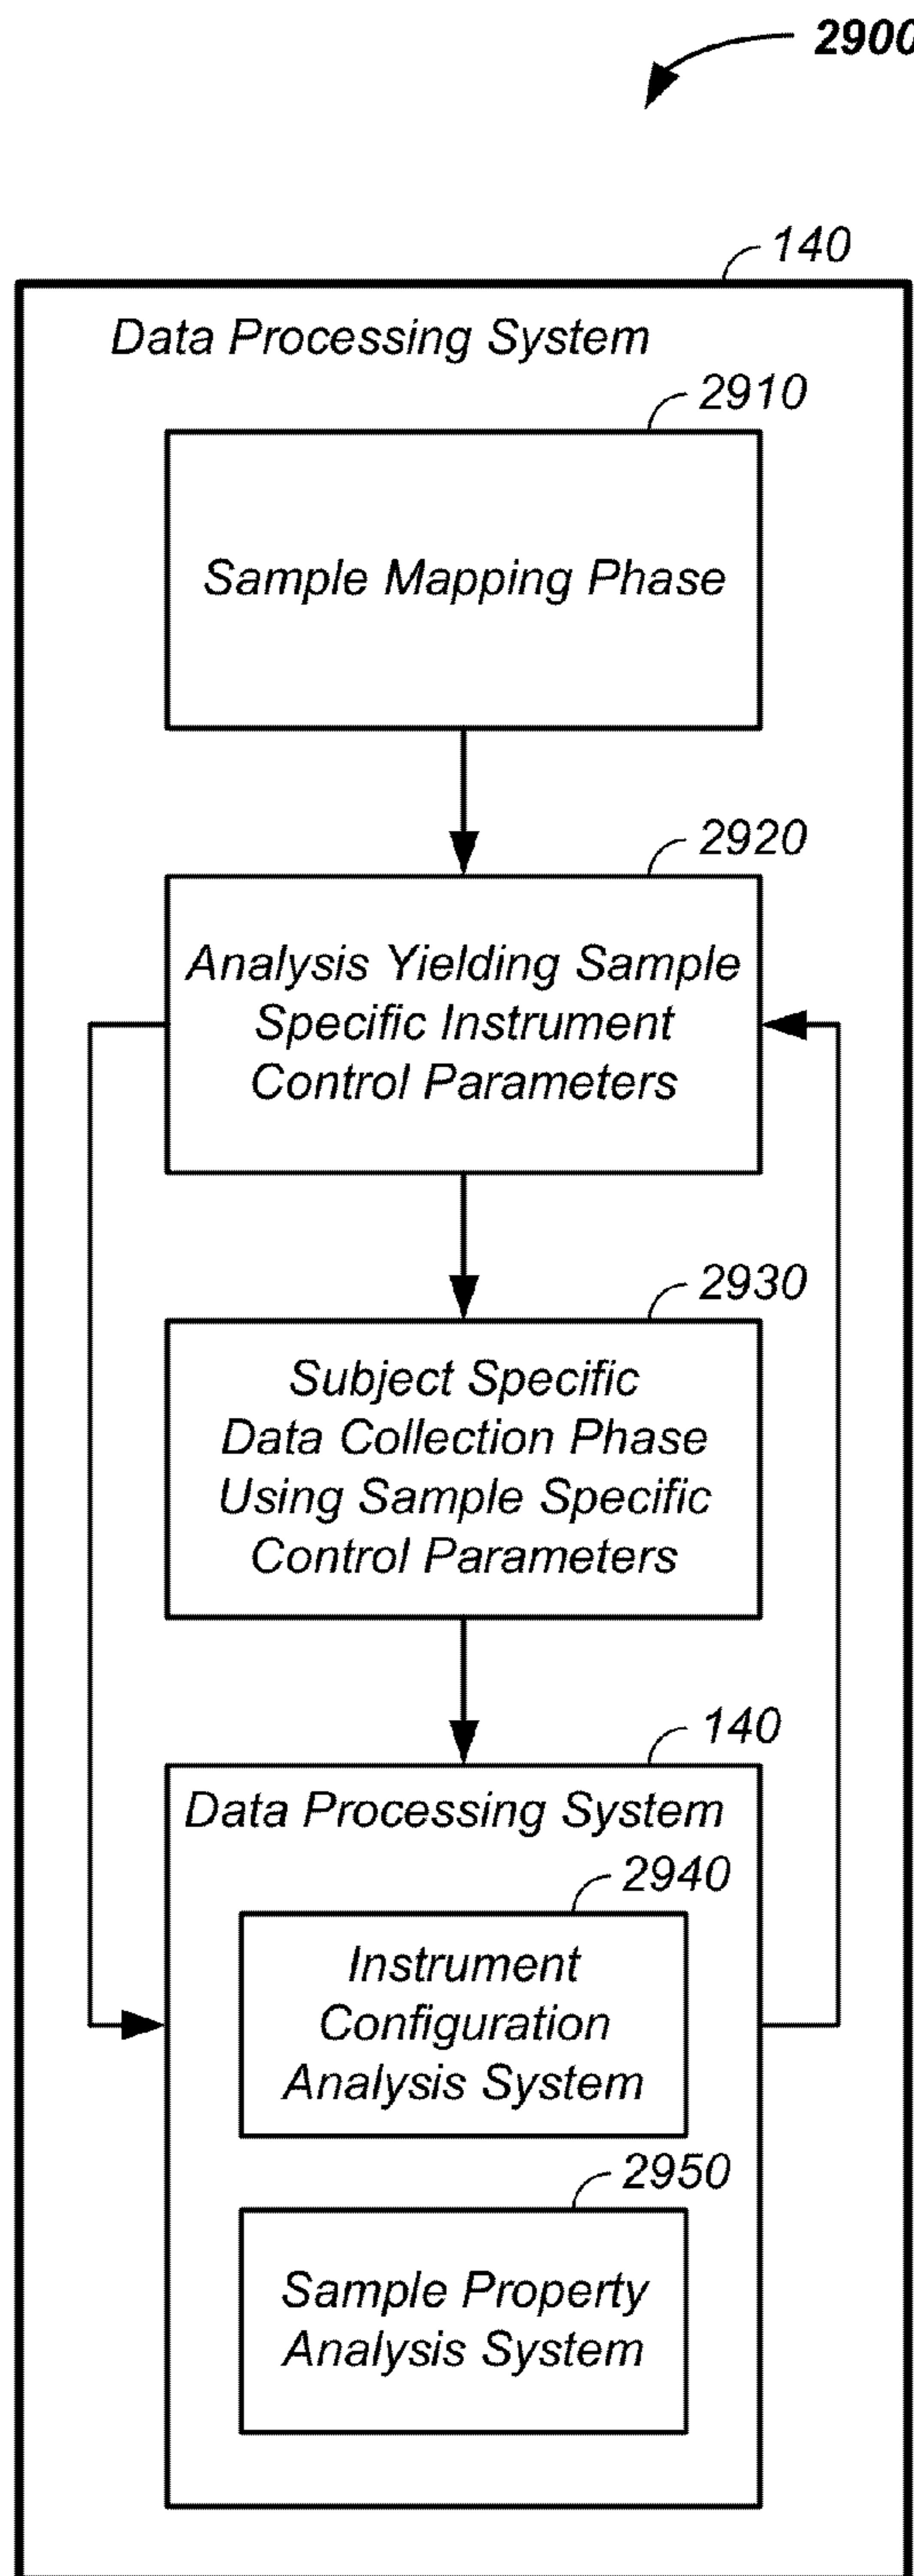 2900
140
Data Processing System
2910
Sample Mapping Phase
2920
Analysis Yielding Sample
Specific Instrument
Control Parameters
2930
Subject Specific
Data Collection Phase
Using Sample Specific
Control Parameters
140
Data Processing System
2940
Instrument
Configuration
Analysis System
2950
Sample Property
Analysis System